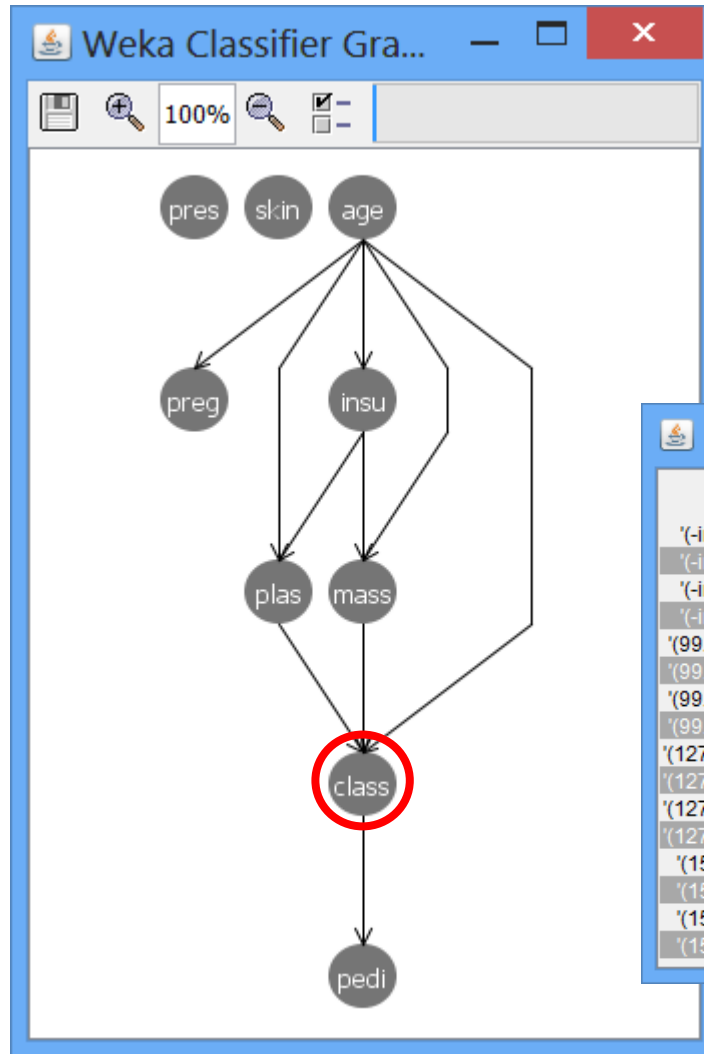 Weka Classifier Gra...
100%
pres skin age
preg insu
plas mass
class
pedi
'(-i
'(-i
'(-i
'(-i
'(99
'(99
'(99
'(99
'(127
'(127
'(127
'(127
'(15
'(15
'(15
'(15